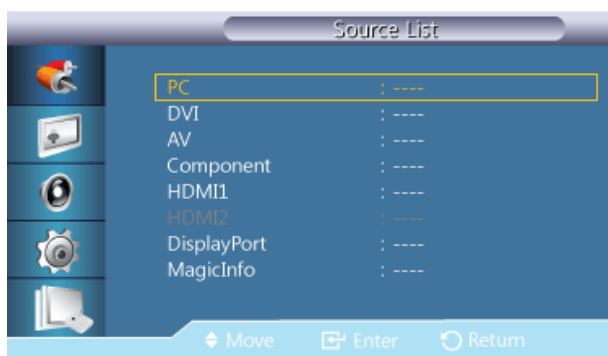 Source List
PC : ----
DVI : ----
AV : ----
Component : ----
HDMI1 : ----
HDMI2 : ----
DisplayPort : ----
MagicInfo : ----
Move Enter Return